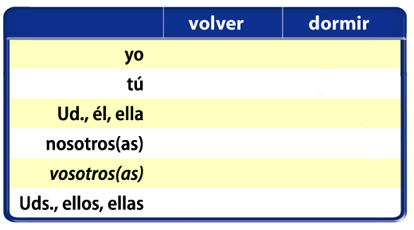 volver dormir
yo
tú
Ud., él, ella
nosotros(as)
vosotros(as)
Uds., ellos, ellas